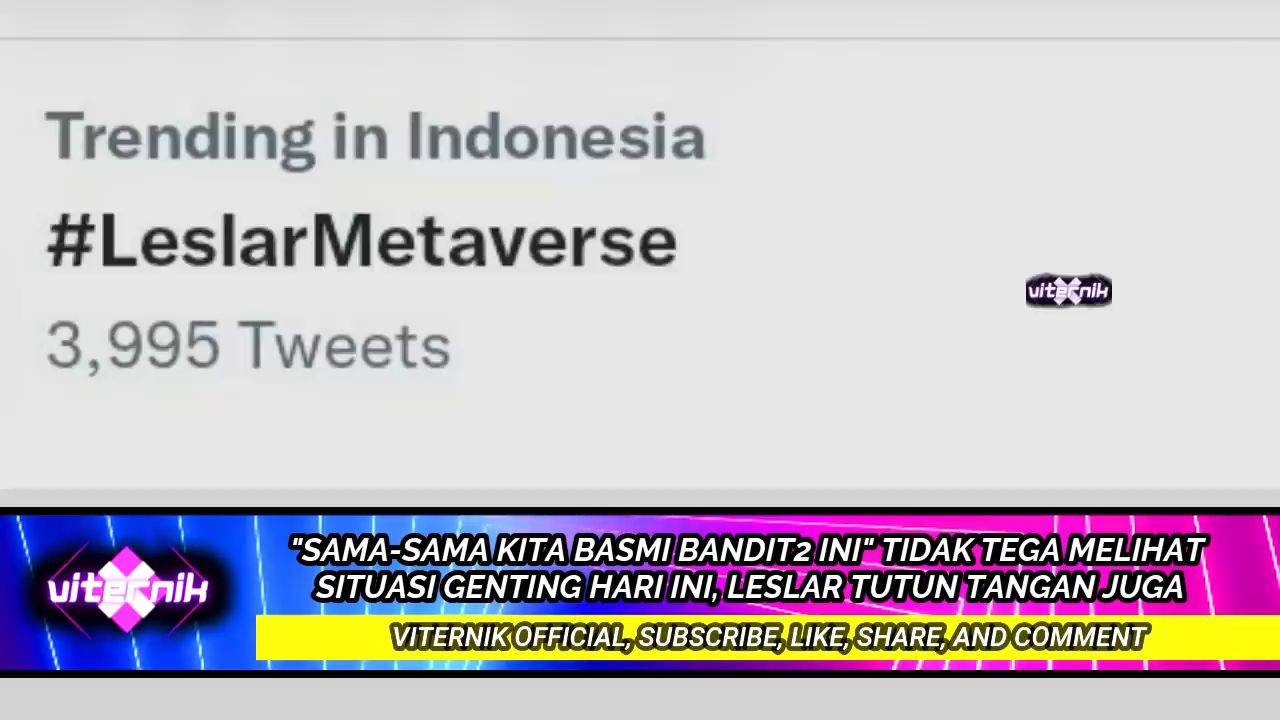 Trending in Indonesia
#LeslarMetaverse
3,995 Tweets
viternik
"SAMA-SAMA KITA BASMI BANDIT2 INI" TIDAK TEGA MELIHAT
SITUASI GENTING HARI INI, LESLAR TUTUN TANGAN JUGA
viternik
VITERNIK OFFICIAL, SUBSCRIBE, LIKE, SHARE, AND COMMENT